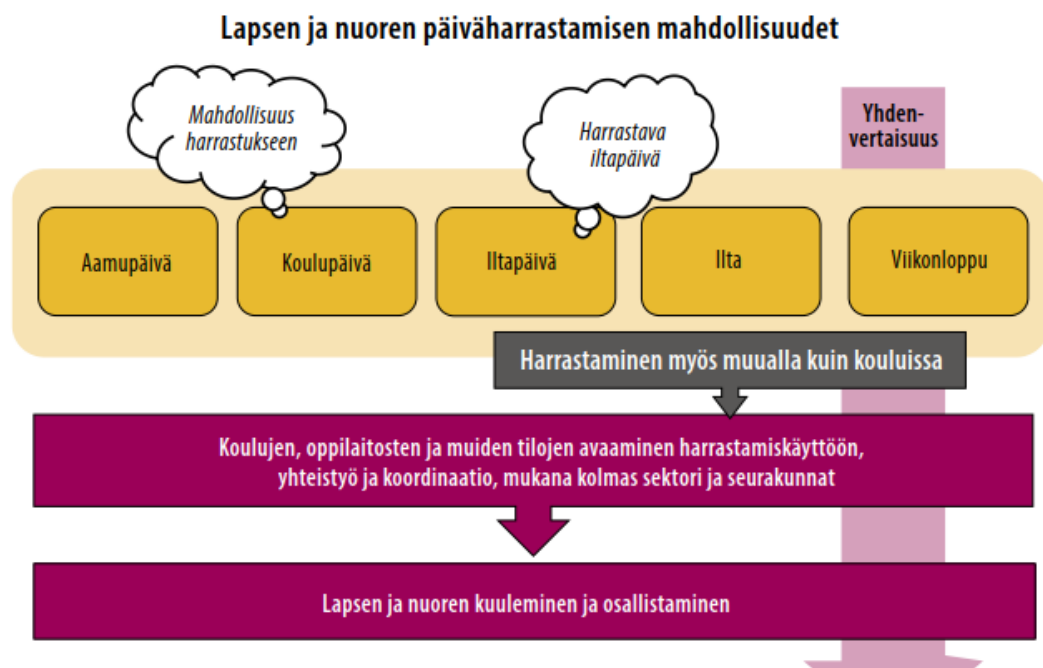 Lapsen ja nuoren päiväharrastamisen mahdollisuudet
Mahdollisuus
harrastukseen
Harrastava
iltapäivä
Yhden-
vertaisuus
Aamupäivä
Koulupäivä
Iltapäivä
Ilta
Viikonloppu
Harrastaminen myös muualla kuin kouluissa
Koulujen, oppilaitosten ja muiden tilojen avaaminen harrastamiskäyttöön,
yhteistyö ja koordinaatio, mukana kolmas sektori ja seurakunnat
Lapsen ja nuoren kuuleminen ja osallistaminen